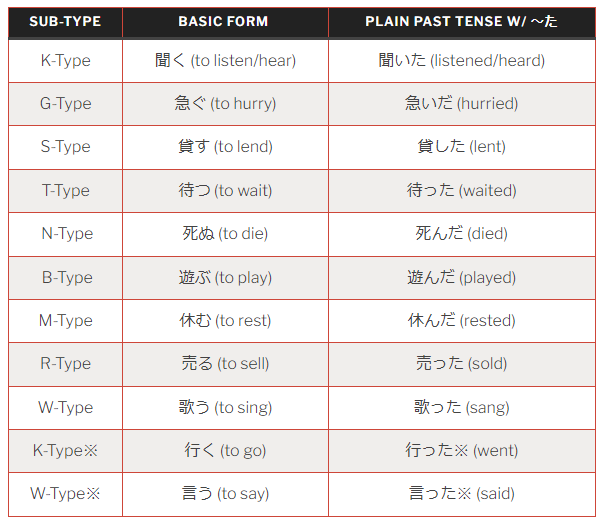 SUB-TYPE BASIC FORM PLAIN PAST TENSE W/ ～た
K-Type 聞く (to listen/hear) 聞いた (listened/heard)
G-Type 急ぐ (to hurry) 急いだ (hurried)
S-Type 貸す (to lend) 貸した (lent)
T-Type 待つ (to wait) 待った (waited)
N-Type 死ぬ (to die) 死んだ (died)
B-Type 遊ぶ (to play) 遊んだ (played)
M-Type 休む (to rest) 休んだ (rested)
R-Type 売る (to sell) 売った (sold)
W-Type 歌う (to sing) 歌った (sang)
K-Type※ 行く (to go) 行った※ (went)
W-Type※ 言う (to say) 言った※ (said)